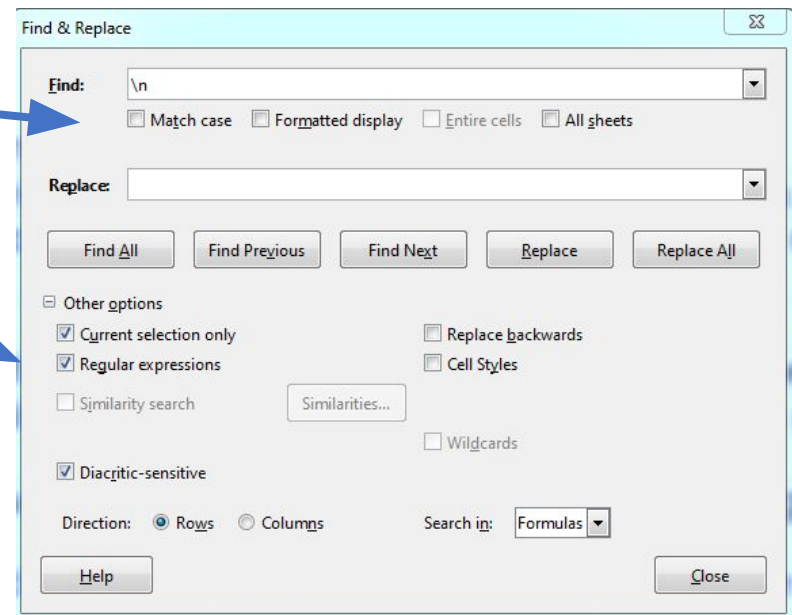 Find & Replace
Find: \n
Match case Formatted display Entire cells All sheets
Replace:
Find All Find Previous Find Next Replace Replace All
Other options
Current selection only Replace backwards
Regular expressions Cell Styles
Similarity search Similarities...
Wildcards
Diacritic-sensitive
Direction: Rows Columns Search in: Formulas
Help Close